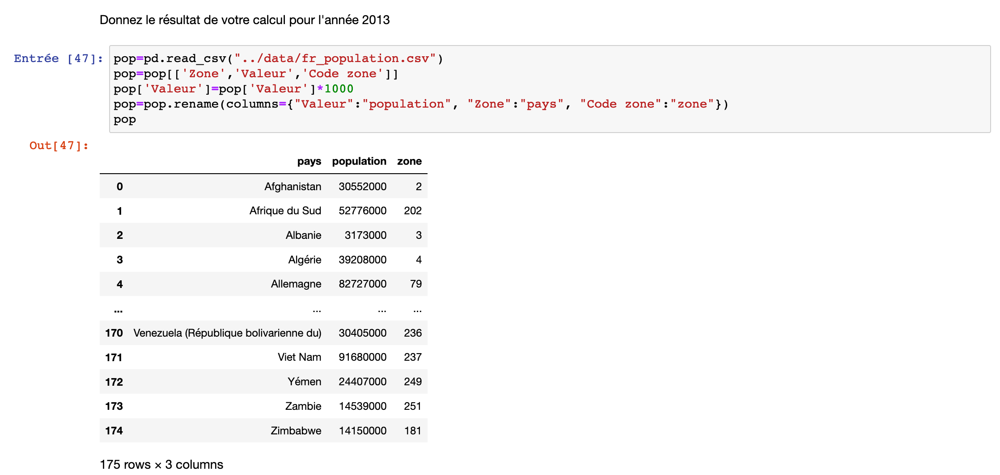 Donnez le résultat de votre calcul pour l'année 2013
Entrée [47]: pop=pd.read_csv("../data/fr_population.csv")
pop=pop[['Zone','Valeur','Code zone']]
pop['Valeur']=pop['Valeur']*1000
pop=pop.rename(columns={"Valeur":"population", "Zone":"pays", "Code zone":"zone"})
pop
Out[47]:
pays population zone
0 Afghanistan 30552000 2
1 Afrique du Sud 52776000 202
2 Albanie 3173000 3
3 Algérie 39208000 4
4 Allemagne 82727000 79
... ... ... ...
170 Venezuela (République bolivarienne du) 30405000 236
171 Viet Nam 91680000 237
172 Yémen 24407000 249
173 Zambie 14539000 251
174 Zimbabwe 14150000 181
175 rows × 3 columns